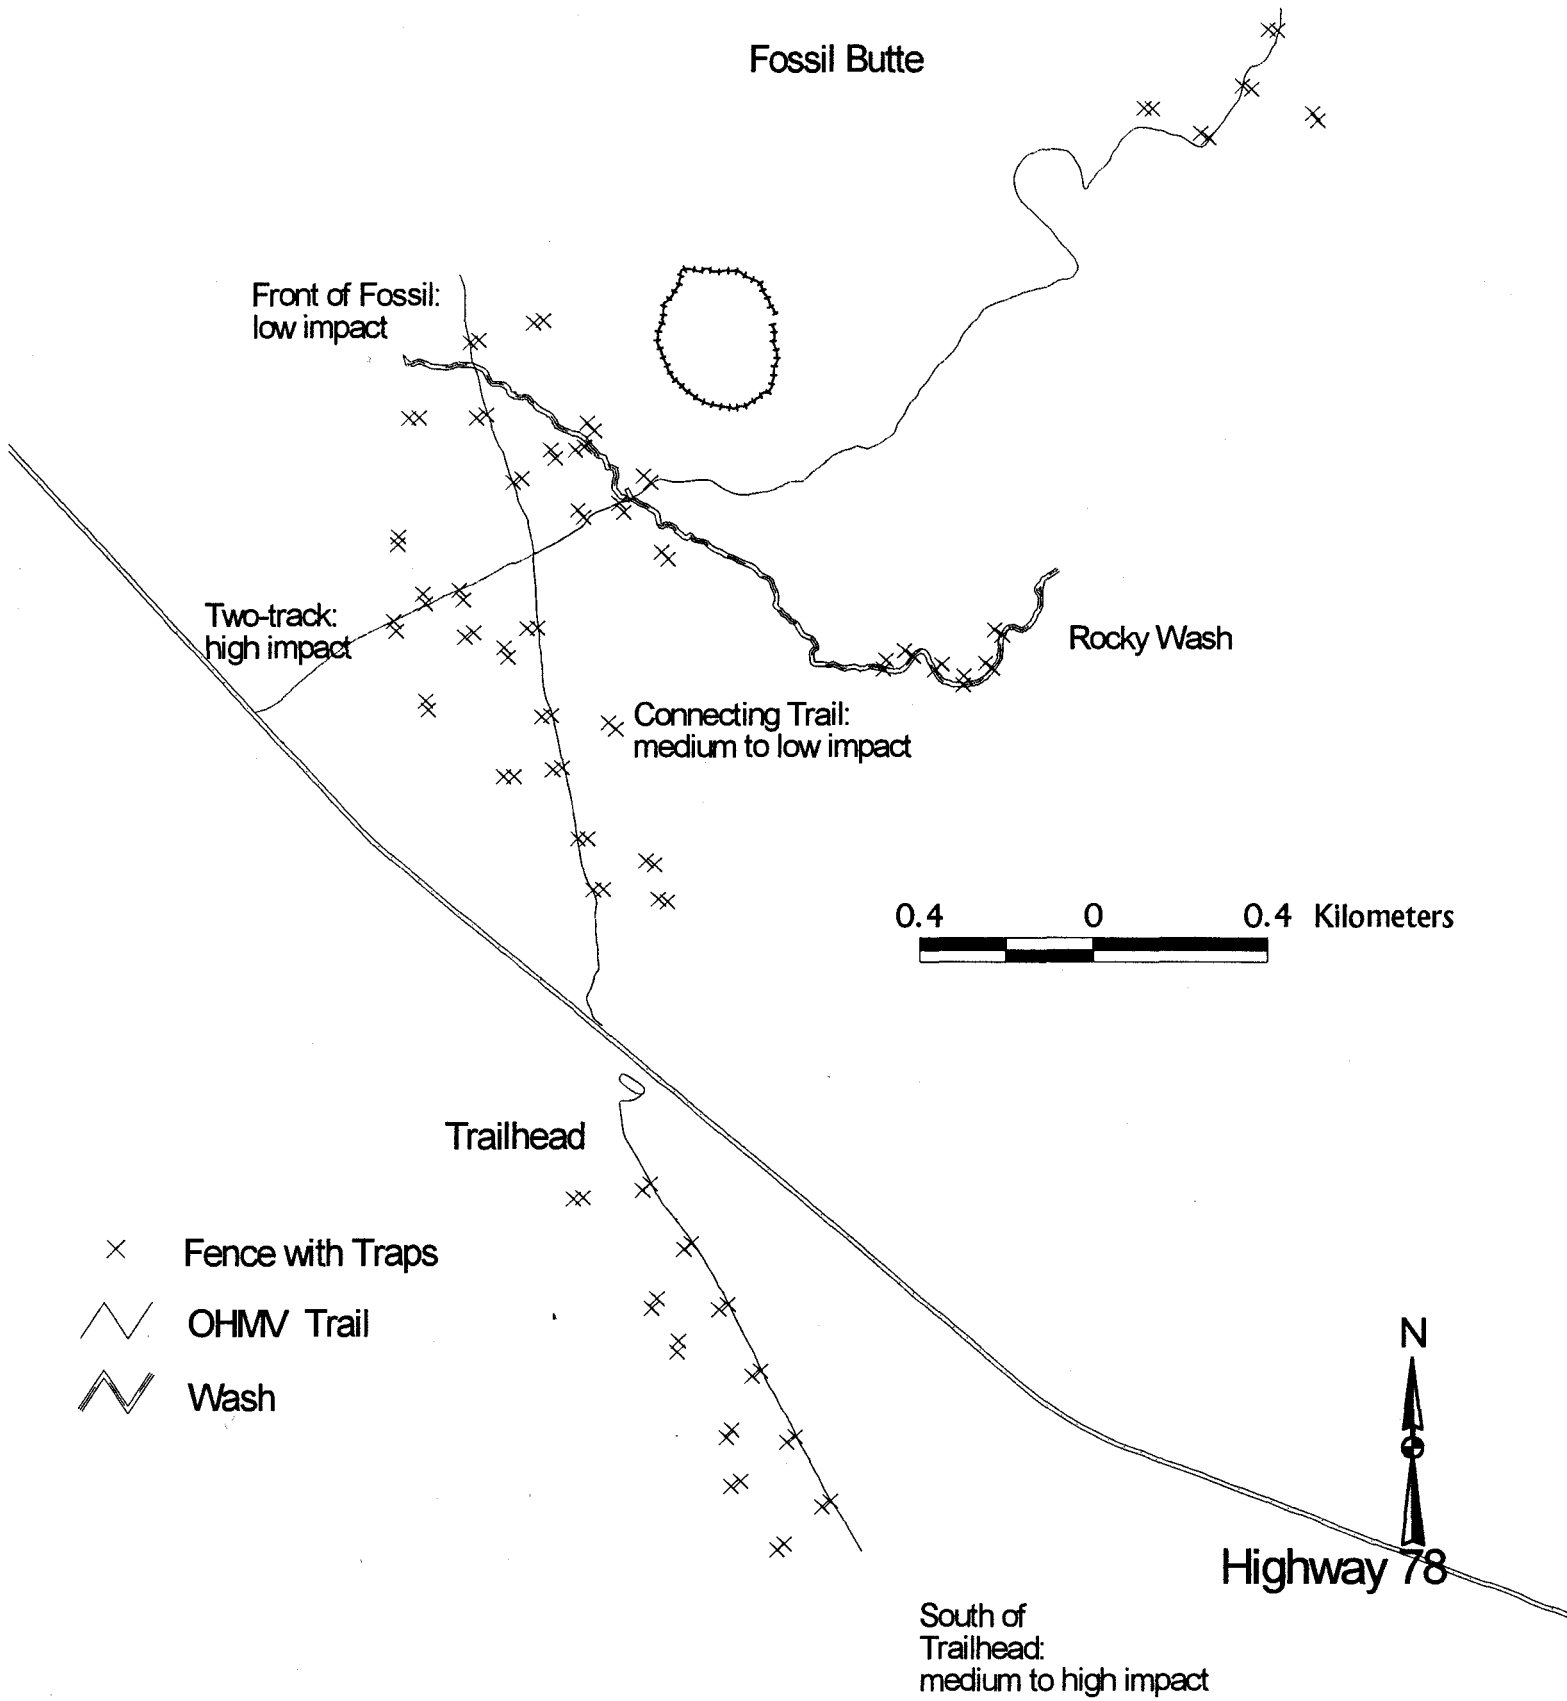 Fossil Butte
Front of Fossil:
low impact
Two-track:
high impact
Rocky Wash
Connecting Trail:
medium to low impact
0.4 0 0.4 Kilometers
Trailhead
Fence with Traps
OHMV Trail
Wash
N
Highway 78
South of
Trailhead:
medium to high impact